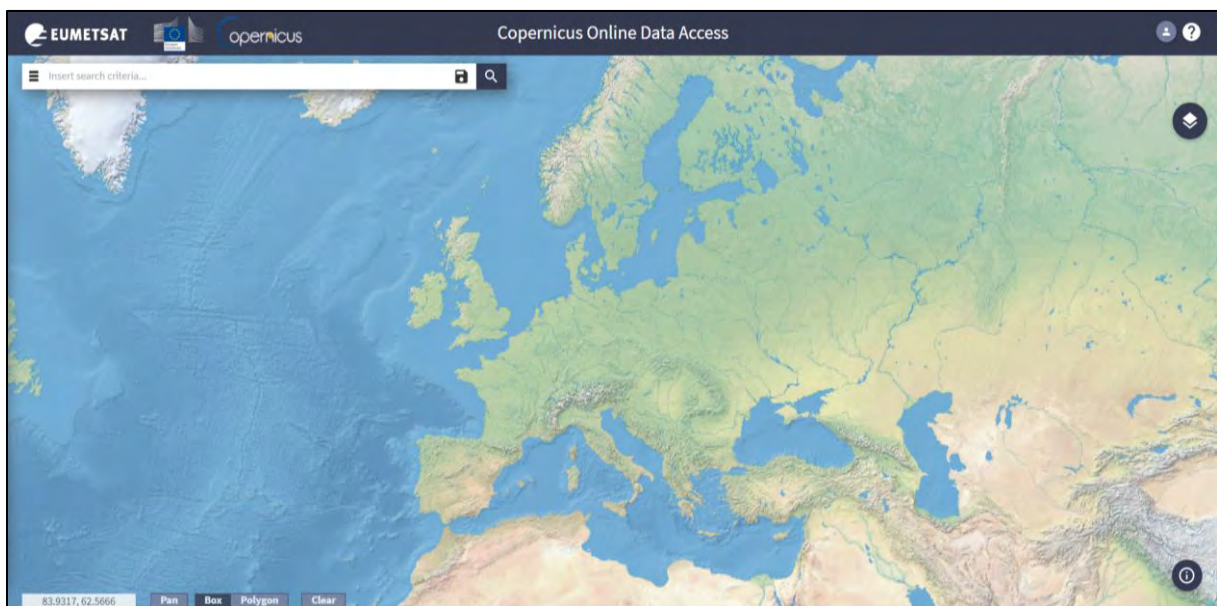 EUMETSAT
opernicus
Copernicus Online Data Access
?
Insert search criteria...
83.9317, 62.5666
Pan
Box
Polygon
Clear